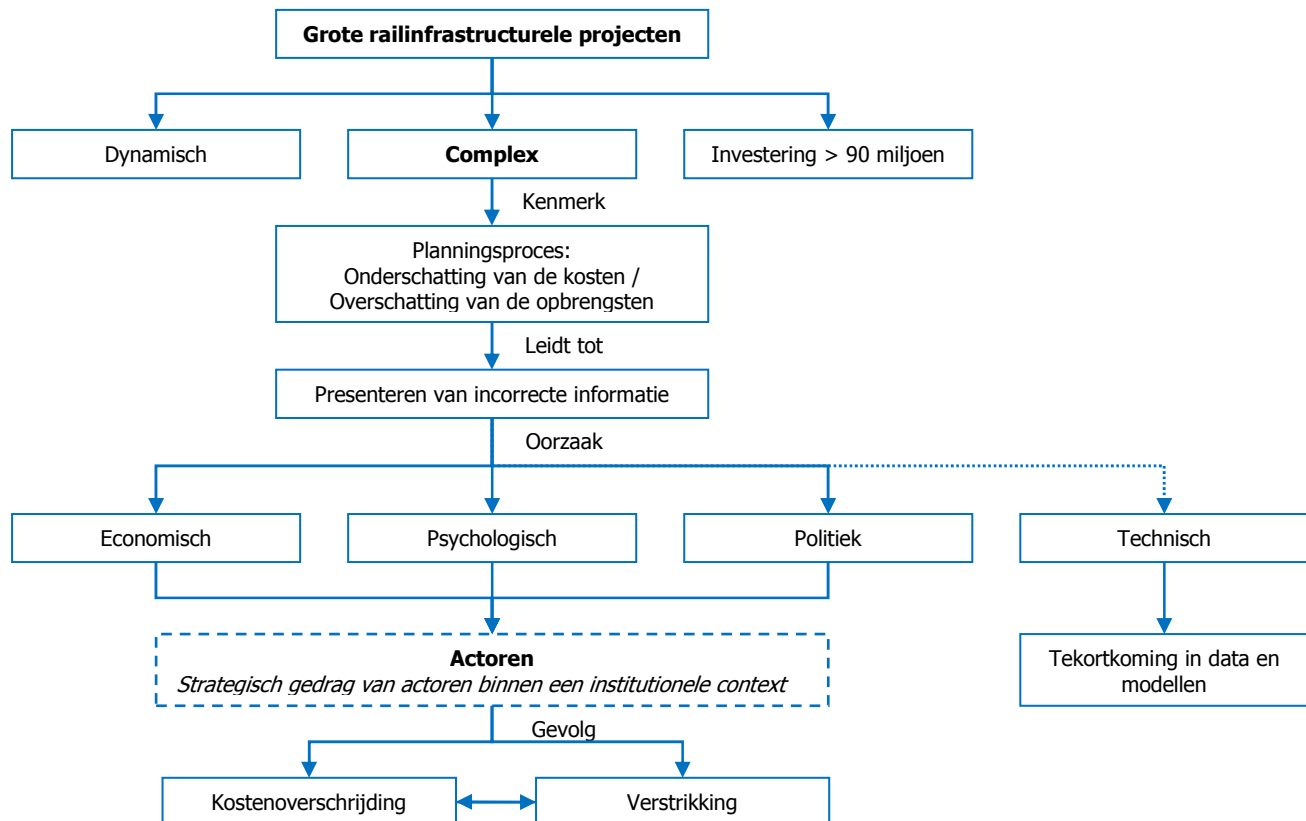 Grote railinfrastructurele projecten
Dynamisch
Complex
Investering > 90 miljoen
Kenmerk
Planningsproces:
Onderschatting van de kosten /
Overschatting van de opbrengsten
Leidt tot
Presenteren van incorrecte informatie
Oorzaak
Economisch
Psychologisch
Politiek
Technisch
Actoren
Strategisch gedrag van actoren binnen een institutionele context
Tekortkoming in data en
modellen
Gevolg
Kostenoverschrijding
Verstrikking